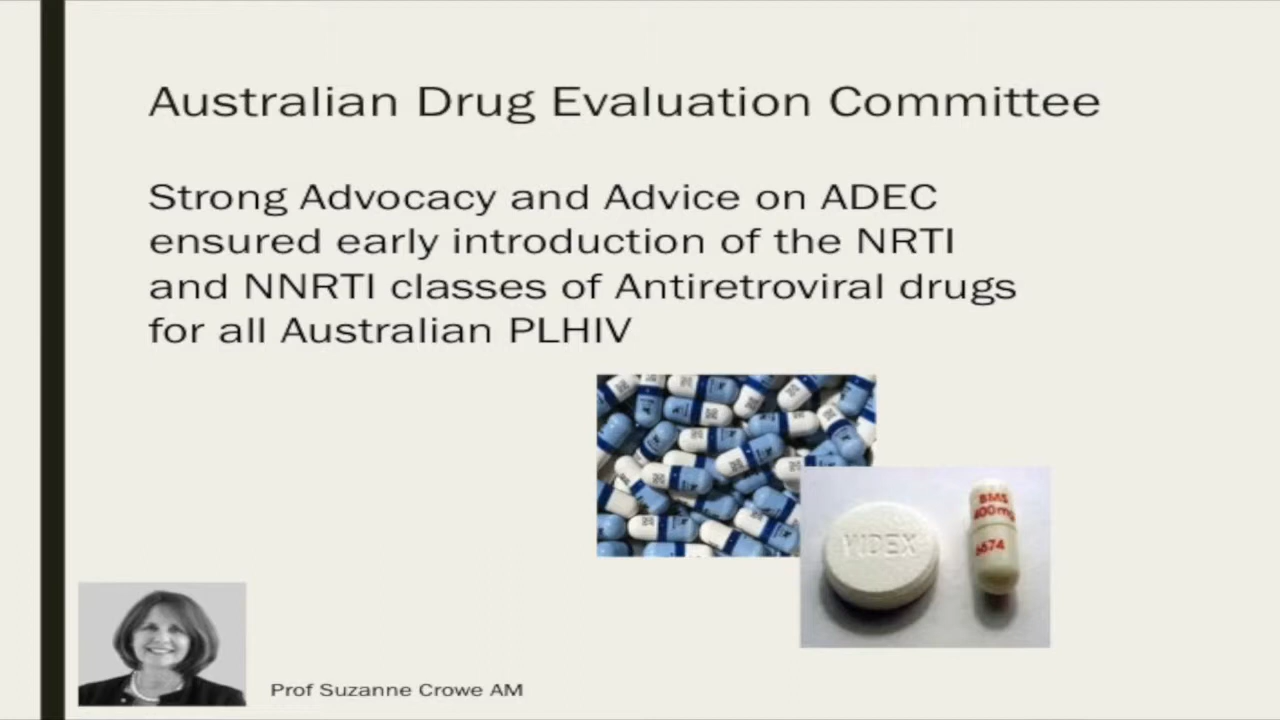 Australian Drug Evaluation Committee
Strong Advocacy and Advice on ADEC
ensured early introduction of the NRTI
and NNRTI classes of Antiretroviral drugs
for all Australian PLHIV
VIDEX
BMS
400mg
6674
Prof Suzanne Crowe AM